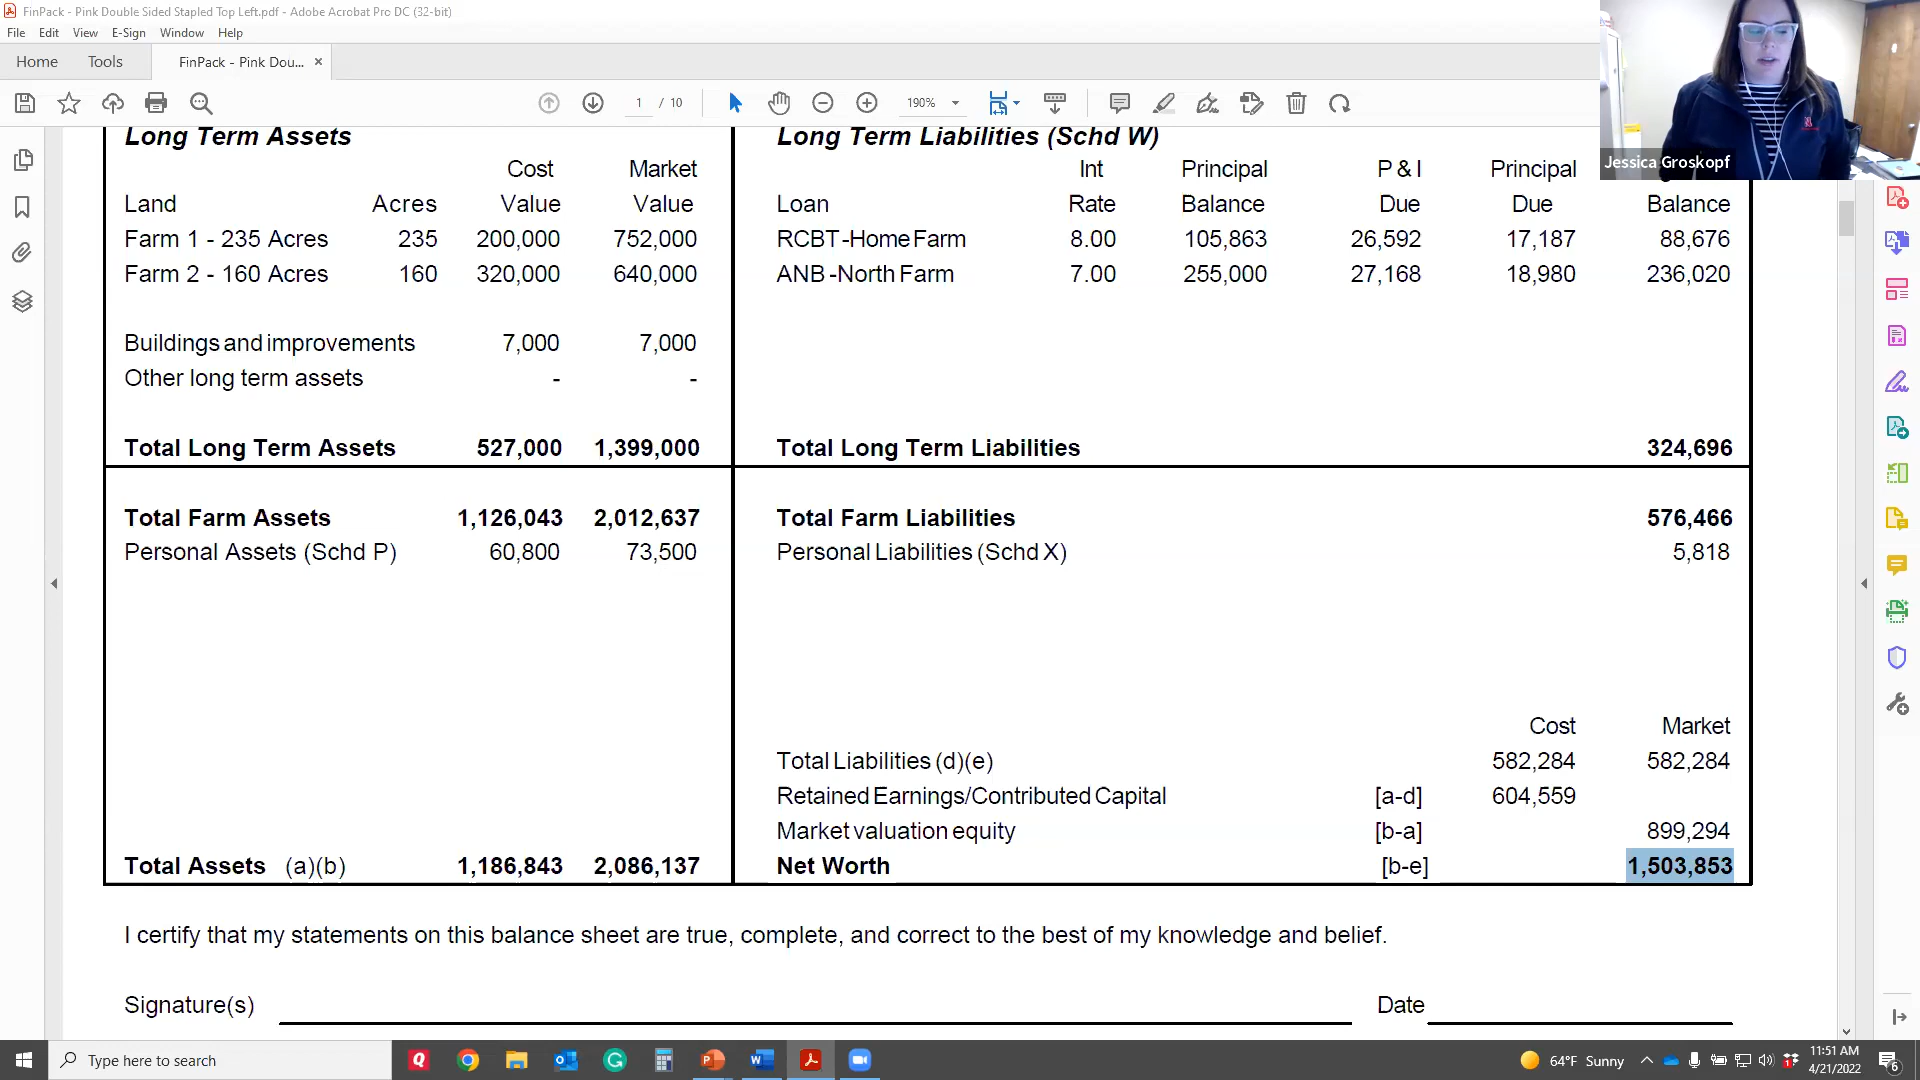 FinPack - Pink Double Sided Stapled Top Left.pdf - Adobe Acrobat Pro DC (32-bit)
File Edit View E-Sign Window Help
Home Tools FinPack - Pink Dou... ×
1 / 10 190%
Jessica Groskopf
Long Term Assets
Cost Market
Land Acres Value Value
Farm 1 - 235 Acres 235 200,000 752,000
Farm 2 - 160 Acres 160 320,000 640,000
Buildings and improvements 7,000 7,000
Other long term assets - -
Total Long Term Assets 527,000 1,399,000
Long Term Liabilities (Schd W)
Int Principal P & I Principal
Loan Rate Balance Due Due Balance
RCBT-Home Farm 8.00 105,863 26,592 17,187 88,676
ANB -North Farm 7.00 255,000 27,168 18,980 236,020
Total Long Term Liabilities 324,696
Total Farm Assets 1,126,043 2,012,637
Personal Assets (Schd P) 60,800 73,500
Total Assets (a)(b) 1,186,843 2,086,137
Total Farm Liabilities 576,466
Personal Liabilities (Schd X) 5,818
Cost Market
Total Liabilities (d)(e) 582,284 582,284
Retained Earnings/Contributed Capital [a-d] 604,559
Market valuation equity [b-a] 899,294
Net Worth [b-e] 1,503,853
I certify that my statements on this balance sheet are true, complete, and correct to the best of my knowledge and belief.
Signature(s) Date
Type here to search
64°F Sunny
11:51 AM
4/21/2022
6